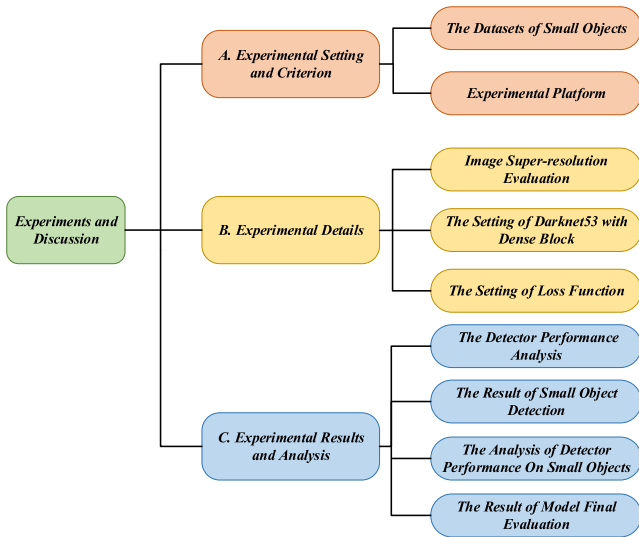 Experiments and
Discussion
A. Experimental Setting
and Criterion
The Datasets of Small Objects
Experimental Platform
B. Experimental Details
Image Super-resolution
Evaluation
The Setting of Darknet53 with
Dense Block
The Setting of Loss Function
C. Experimental Results
and Analysis
The Detector Performance
Analysis
The Result of Small Object
Detection
The Analysis of Detector
Performance On Small Objects
The Result of Model Final
Evaluation